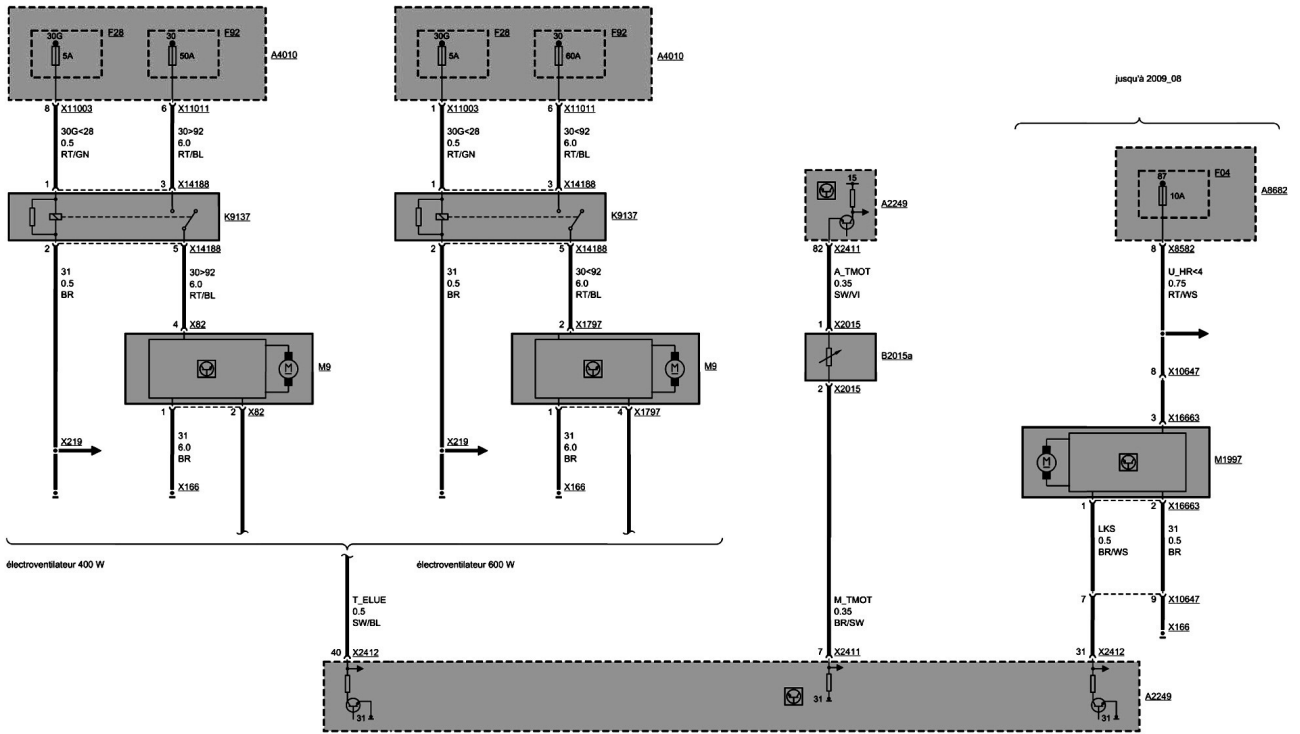 30G F28 30 F92
5A 50A A4010
8 X11003 6 X11011
30G<28 30>92
0.5 6.0
RT/GN RT/BL
1 3 X14188
K9137
2 5 X14188
31 30>92
0.5 6.0
BR RT/BL
4 X82
M9
M
1 2 X82
31
6.0
BR
X219
X166
électroventilateur 400 W
30G F28 30 F92
5A 60A A4010
1 X11003 6 X11011
30G<28 30<92
0.5 6.0
RT/GN RT/BL
1 3 X14188
K9137
2 5 X14188
31 30<92
0.5 6.0
BR RT/BL
2 X1797
M9
M
1 4 X1797
31
6.0
BR
X219
X166
électroventilateur 600 W
T_ELUE
0.5
SW/BL
40 X2412
15
A2249
82 X2411
A_TMOT
0.35
SW/VI
1 X2015
B2015a
2 X2015
M_TMOT
0.35
BR/SW
7 X2411
jusqu'à 2009_08
87 F04
10A A8682
8 X8582
U_HR<4
0.75
RT/WS
8 X10647
3 X16663
M
M1997
1 2 X16663
LKS 31
0.5 0.5
BR/WS BR
7 9 X10647
X166
31 X2412
31 31 31
A2249